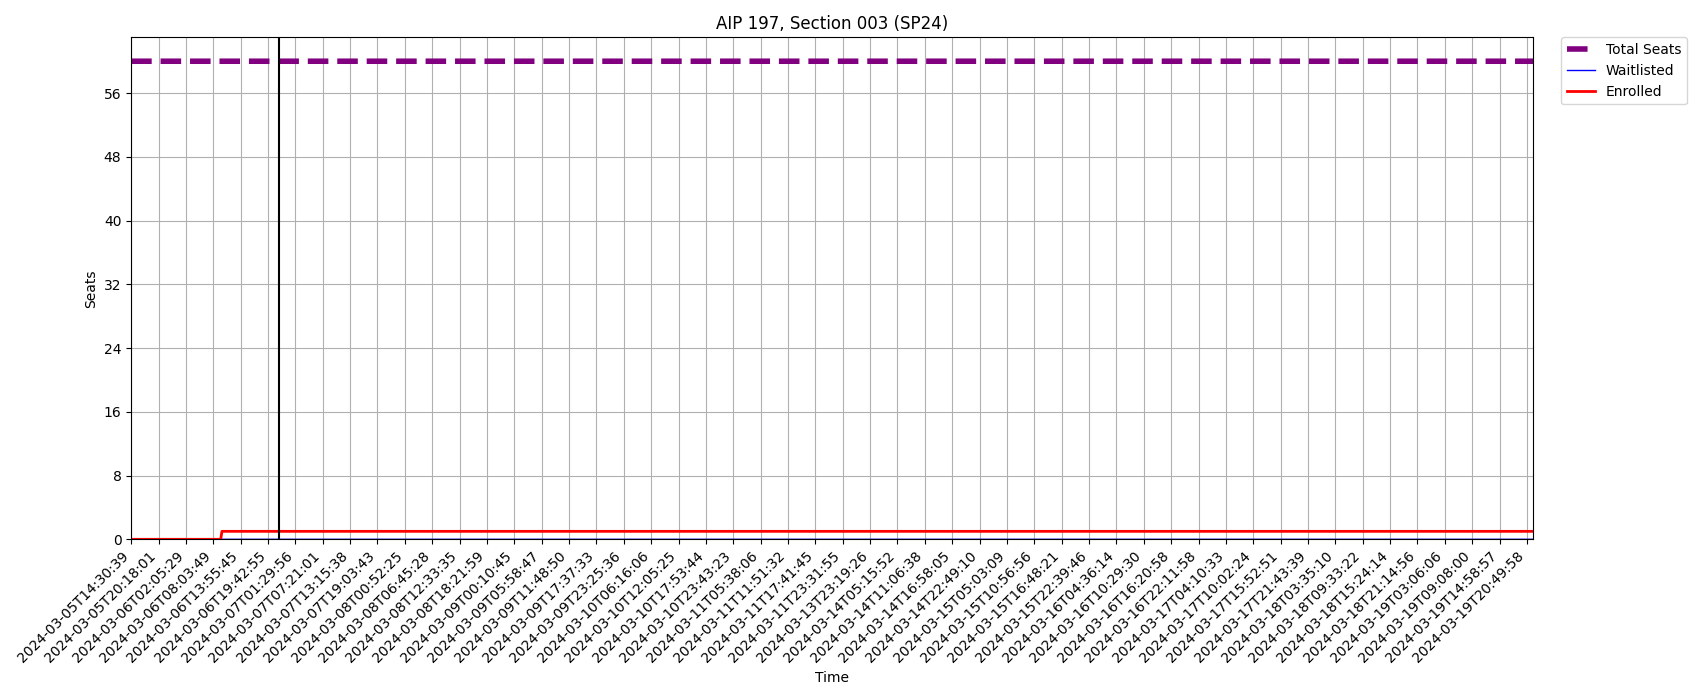 AIP 197, Section 003 (SP24)
Total Seats
Waitlisted
Enrolled
Seats
56
48
40
32
24
16
8
0
2024-03-05T14:30:39
2024-03-05T20:18:01
2024-03-06T02:05:29
2024-03-06T08:03:49
2024-03-06T13:55:45
2024-03-06T19:42:55
2024-03-07T01:29:56
2024-03-07T07:21:01
2024-03-07T13:15:38
2024-03-07T19:03:43
2024-03-08T00:52:25
2024-03-08T06:45:28
2024-03-08T12:33:35
2024-03-08T18:21:59
2024-03-09T00:10:45
2024-03-09T05:58:47
2024-03-09T11:48:50
2024-03-09T17:37:33
2024-03-09T23:25:36
2024-03-10T06:16:06
2024-03-10T12:05:25
2024-03-10T17:53:44
2024-03-10T23:43:23
2024-03-11T05:38:06
2024-03-11T11:51:32
2024-03-11T17:41:45
2024-03-11T23:31:55
2024-03-13T23:19:26
2024-03-14T05:15:52
2024-03-14T11:06:38
2024-03-14T16:58:05
2024-03-14T22:49:10
2024-03-15T05:03:09
2024-03-15T10:56:56
2024-03-15T16:48:21
2024-03-15T22:39:46
2024-03-16T04:36:14
2024-03-16T10:29:30
2024-03-16T16:20:58
2024-03-16T22:11:58
2024-03-17T04:10:33
2024-03-17T10:02:24
2024-03-17T15:52:51
2024-03-17T21:43:39
2024-03-18T03:35:10
2024-03-18T09:33:22
2024-03-18T15:24:14
2024-03-18T21:14:56
2024-03-19T03:06:06
2024-03-19T09:08:00
2024-03-19T14:58:57
2024-03-19T20:49:58
Time